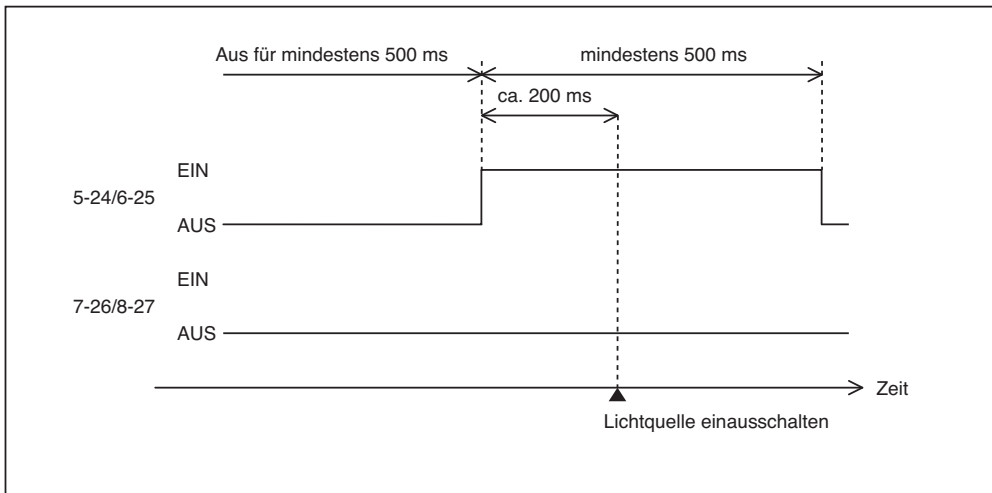 Aus für mindestens 500 ms
mindestens 500 ms
ca. 200 ms
EIN
5-24/6-25
AUS
EIN
7-26/8-27
AUS
Zeit
Lichtquelle einausschalten